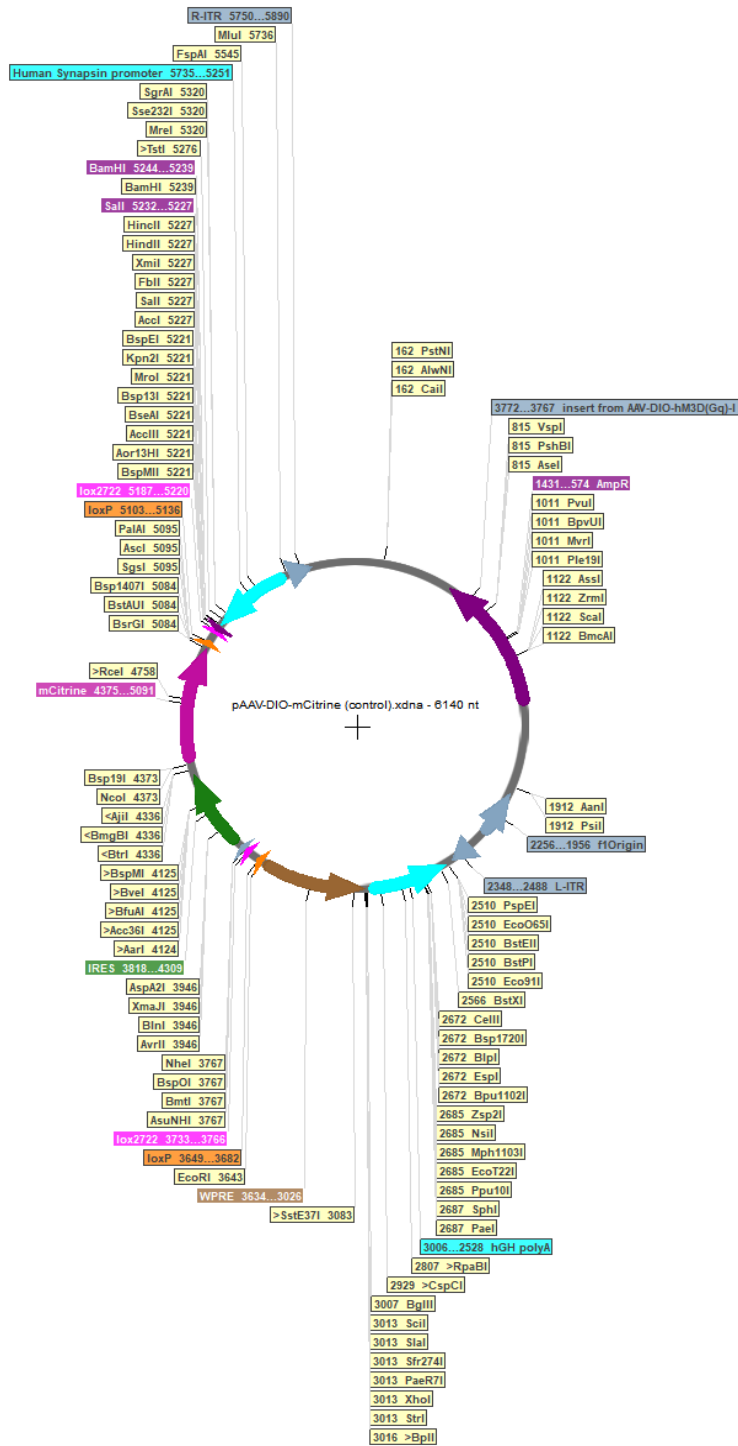 R-ITR 5750...5890
MluI 5736
FspAI 5545
Human Synapsin promoter 5735...5251
SgrAI 5320
Sse232I 5320
MreI 5320
>TstI 5276
BamHI 5244...5239
BamHI 5239
SalI 5232...5227
HincII 5227
HindII 5227
XmiI 5227
FblI 5227
SalI 5227
AccI 5227
BspEI 5221
Kpn2I 5221
MroI 5221
Bsp13I 5221
BseAI 5221
AccIII 5221
Aor13HI 5221
BspMII 5221
lox2722 5187...5220
loxP 5103...5136
PalAI 5095
AscI 5095
SgsI 5095
Bsp1407I 5084
BstAUI 5084
BsrGI 5084
>RceI 4758
mCitrine 4375...5091
Bsp19I 4373
NcoI 4373
<AjiI 4336
<BmgBI 4336
<BtrI 4336
>BspMI 4125
>BveI 4125
>BfuAI 4125
>Acc36I 4125
>AarI 4124
IRES 3818...4309
AspA2I 3946
XmaJI 3946
BlnI 3946
AvrII 3946
NheI 3767
BspOI 3767
BmtI 3767
AsuNHI 3767
lox2722 3733...3766
loxP 3649...3682
EcoRI 3643
WPRE 3634...3026
>SstE37I 3083
pAAV-DIO-mCitrine (control).xdna - 6140 nt
162 PstNI
162 AlwNI
162 CaiI
3772...3767 insert from AAV-DIO-hM3D(Gq)-I
815 VspI
815 PshBI
815 AseI
1431...574 AmpR
1011 PvuI
1011 BpvUI
1011 MvrI
1011 Ple19I
1122 AssI
1122 ZrmI
1122 ScaI
1122 BmcAI
1912 AanI
1912 PsiI
2256...1956 f1Origin
2348...2488 L-ITR
2510 PspEI
2510 EcoO65I
2510 BstEII
2510 BstPI
2510 Eco91I
2566 BstXI
2672 CelII
2672 Bsp1720I
2672 BlpI
2672 EspI
2672 Bpu1102I
2685 Zsp2I
2685 NsiI
2685 Mph1103I
2685 EcoT22I
2685 Ppu10I
2687 SphI
2687 PaeI
3006...2528 hGH polyA
2807 >RpaBI
2929 >CspCI
3007 BglII
3013 SciI
3013 SlaI
3013 Sfr274I
3013 PaeR7I
3013 XhoI
3013 StrI
3016 >BplI